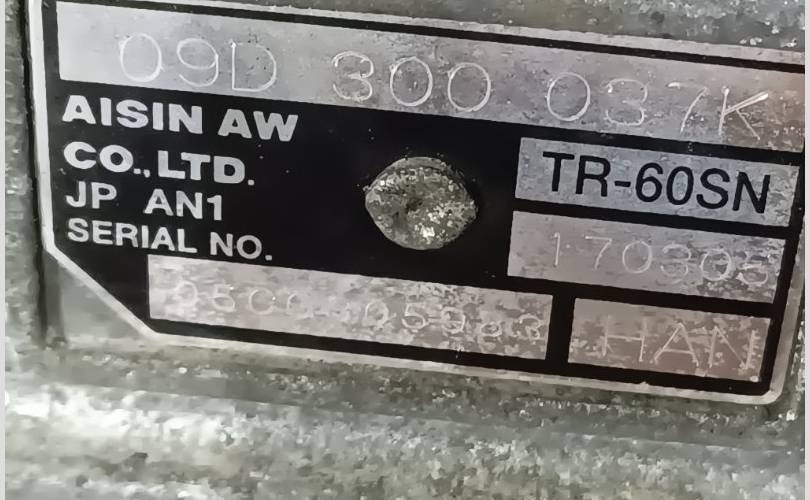 09D 300 037K
AISIN AW
CO.,LTD.
TR-60SN
JP AN1
170305
SERIAL NO.
HAN